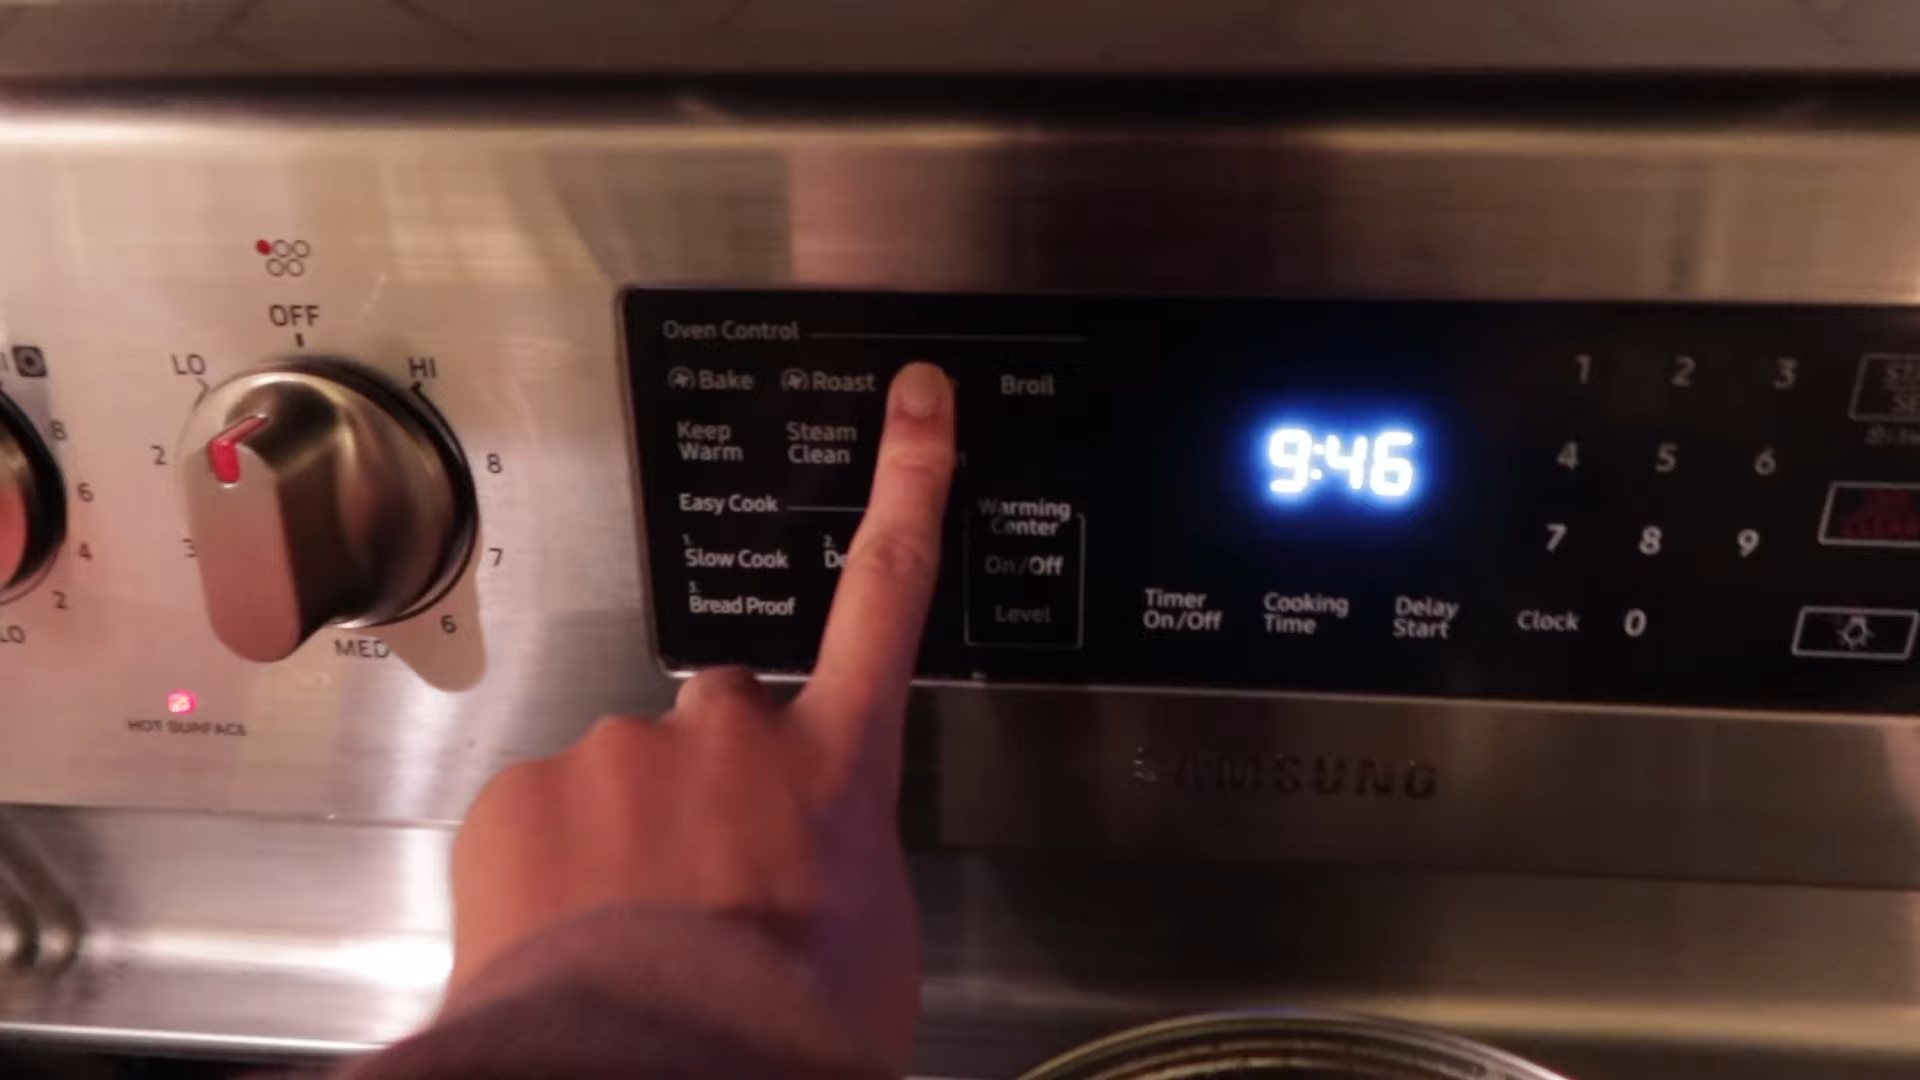 OFF
LO
HI
8
2
8
6
3
4
7
2
6
LO
MED
HOT SURFACE
Oven Control
Bake
Roast
Broil
Keep
Warm
Steam
Clean
Easy Cook
1.
Slow Cook
2.
3.
Bread Proof
Warming
Center
On/Off
Level
9:46
Timer
On/Off
Cooking
Time
Delay
Start
Clock
1 2 3
4 5 6
7 8 9
0
SAMSUNG